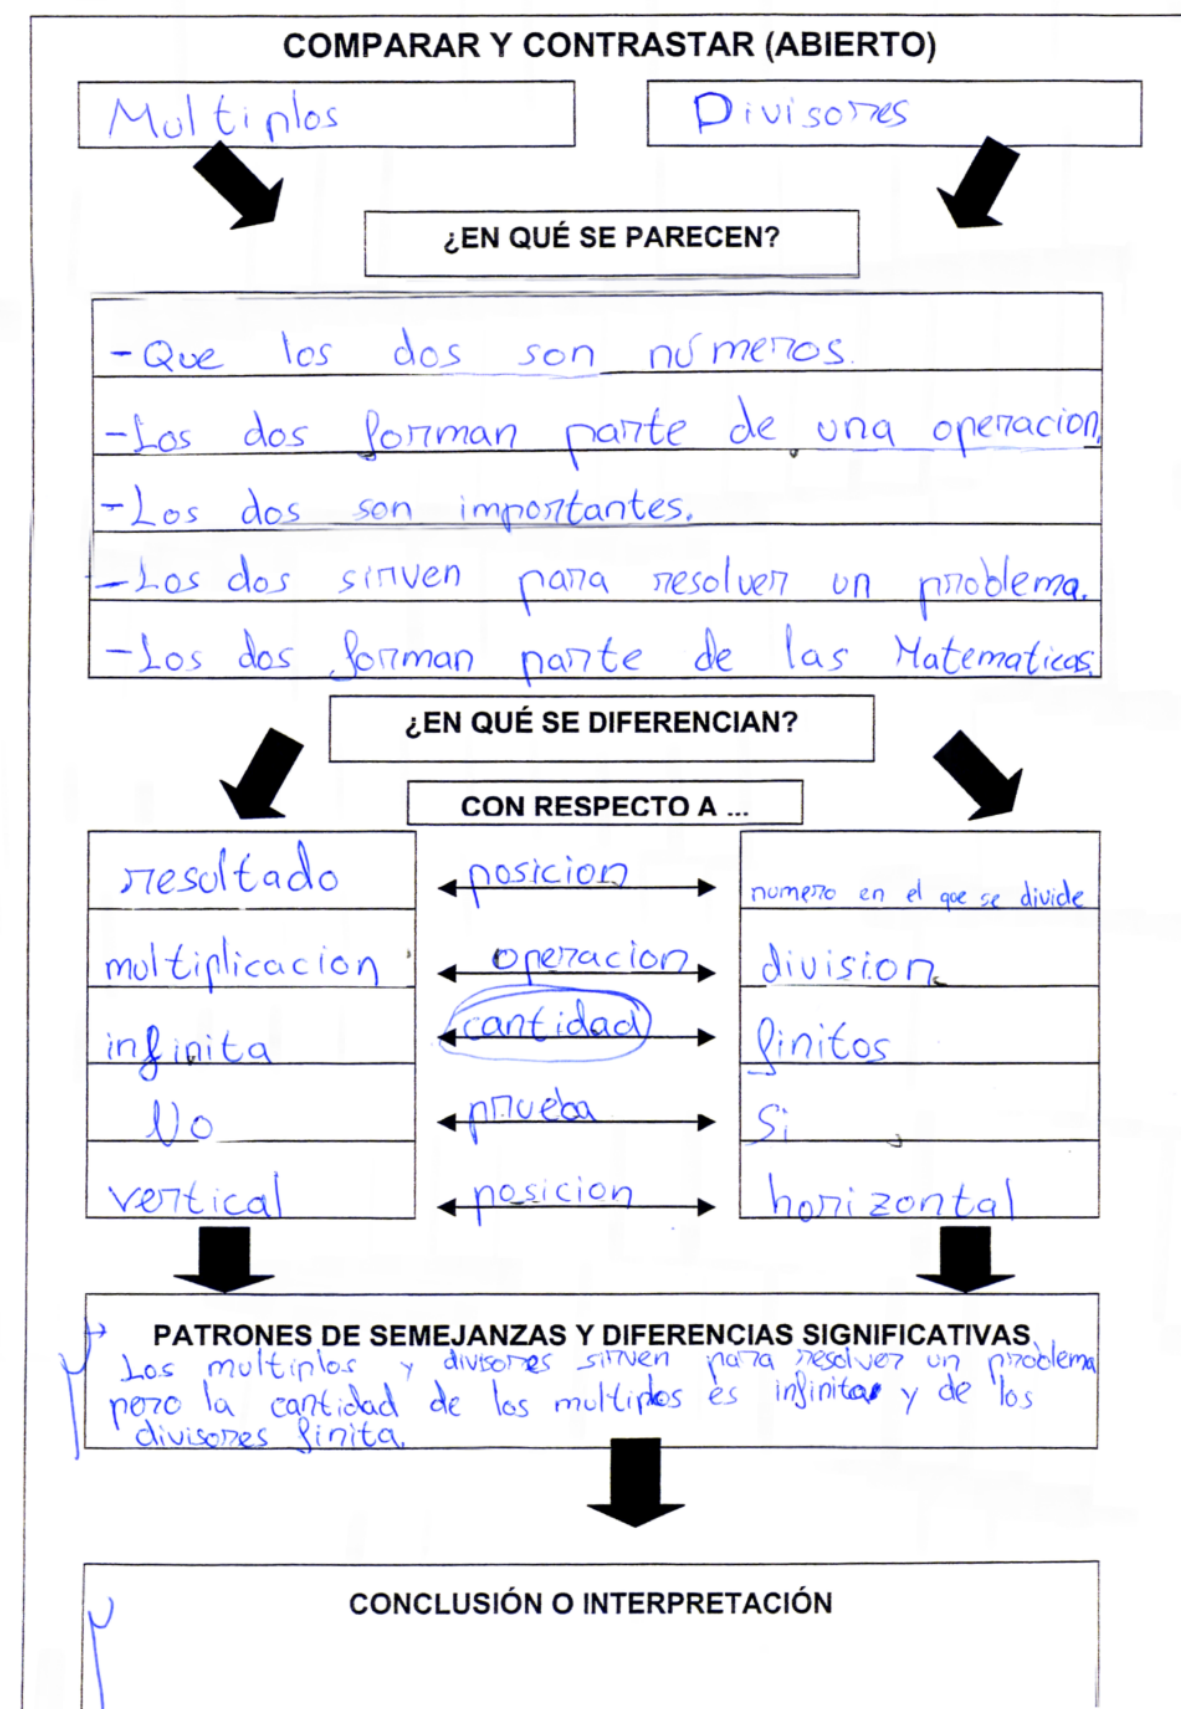 COMPARAR Y CONTRASTAR (ABIERTO)
Multiplos
Divisores
¿EN QUÉ SE PARECEN?
- Que los dos son números.
- Los dos forman parte de una operacion.
- Los dos son importantes.
- Los dos sirven para resolver un problema.
- Los dos forman parte de las Matematicas.
¿EN QUÉ SE DIFERENCIAN?
CON RESPECTO A ...
resultado posicion numero en el que se divide
multiplicacion operacion division
infinita cantidad finitos
No prueba Si
vertical posicion horizontal
PATRONES DE SEMEJANZAS Y DIFERENCIAS SIGNIFICATIVAS
Los multiplos y divisores sirven para resolver un problema
pero la cantidad de los multiplos es infinita y de los
divisores finita.
CONCLUSIÓN O INTERPRETACIÓN